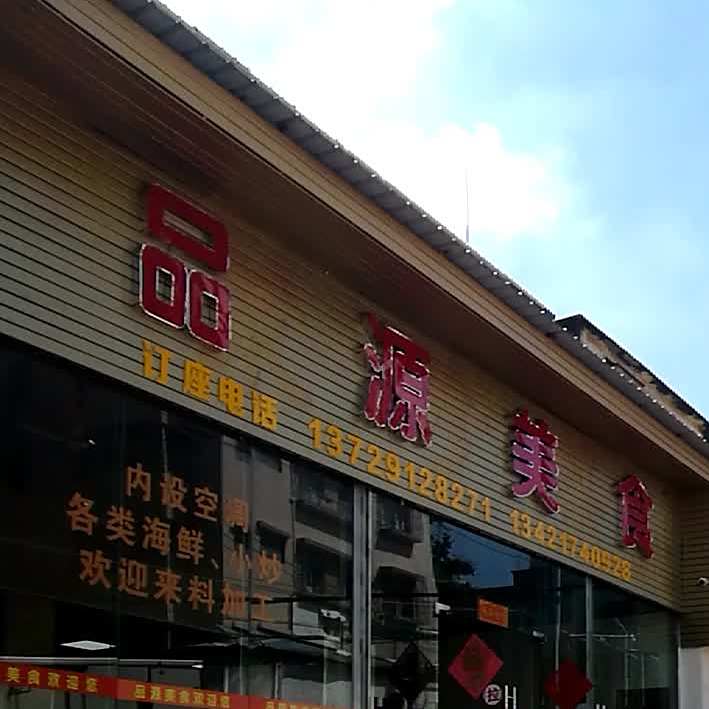 品源美食
订座电话 13729128271 13421740928
内设空调
各类海鲜、小炒
欢迎来料加工
美食欢迎您 品源美食欢迎您
拉